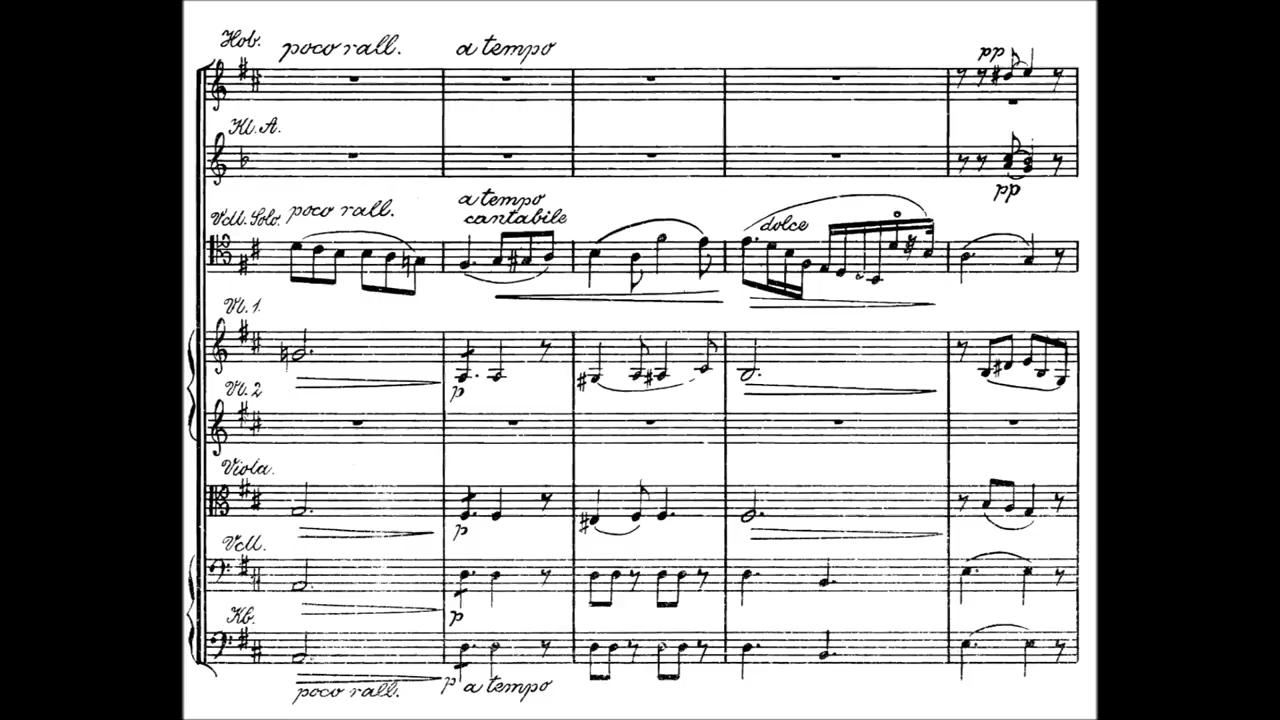 Hob. poco rall. a tempo
pp
Kl. A.
pp
a tempo
Vcll. Solo. poco rall. cantabile
dolce
Vl. 1.
p
Vl. 2
Viola.
p
Vcll.
p
Kb.
poco rall. p a tempo